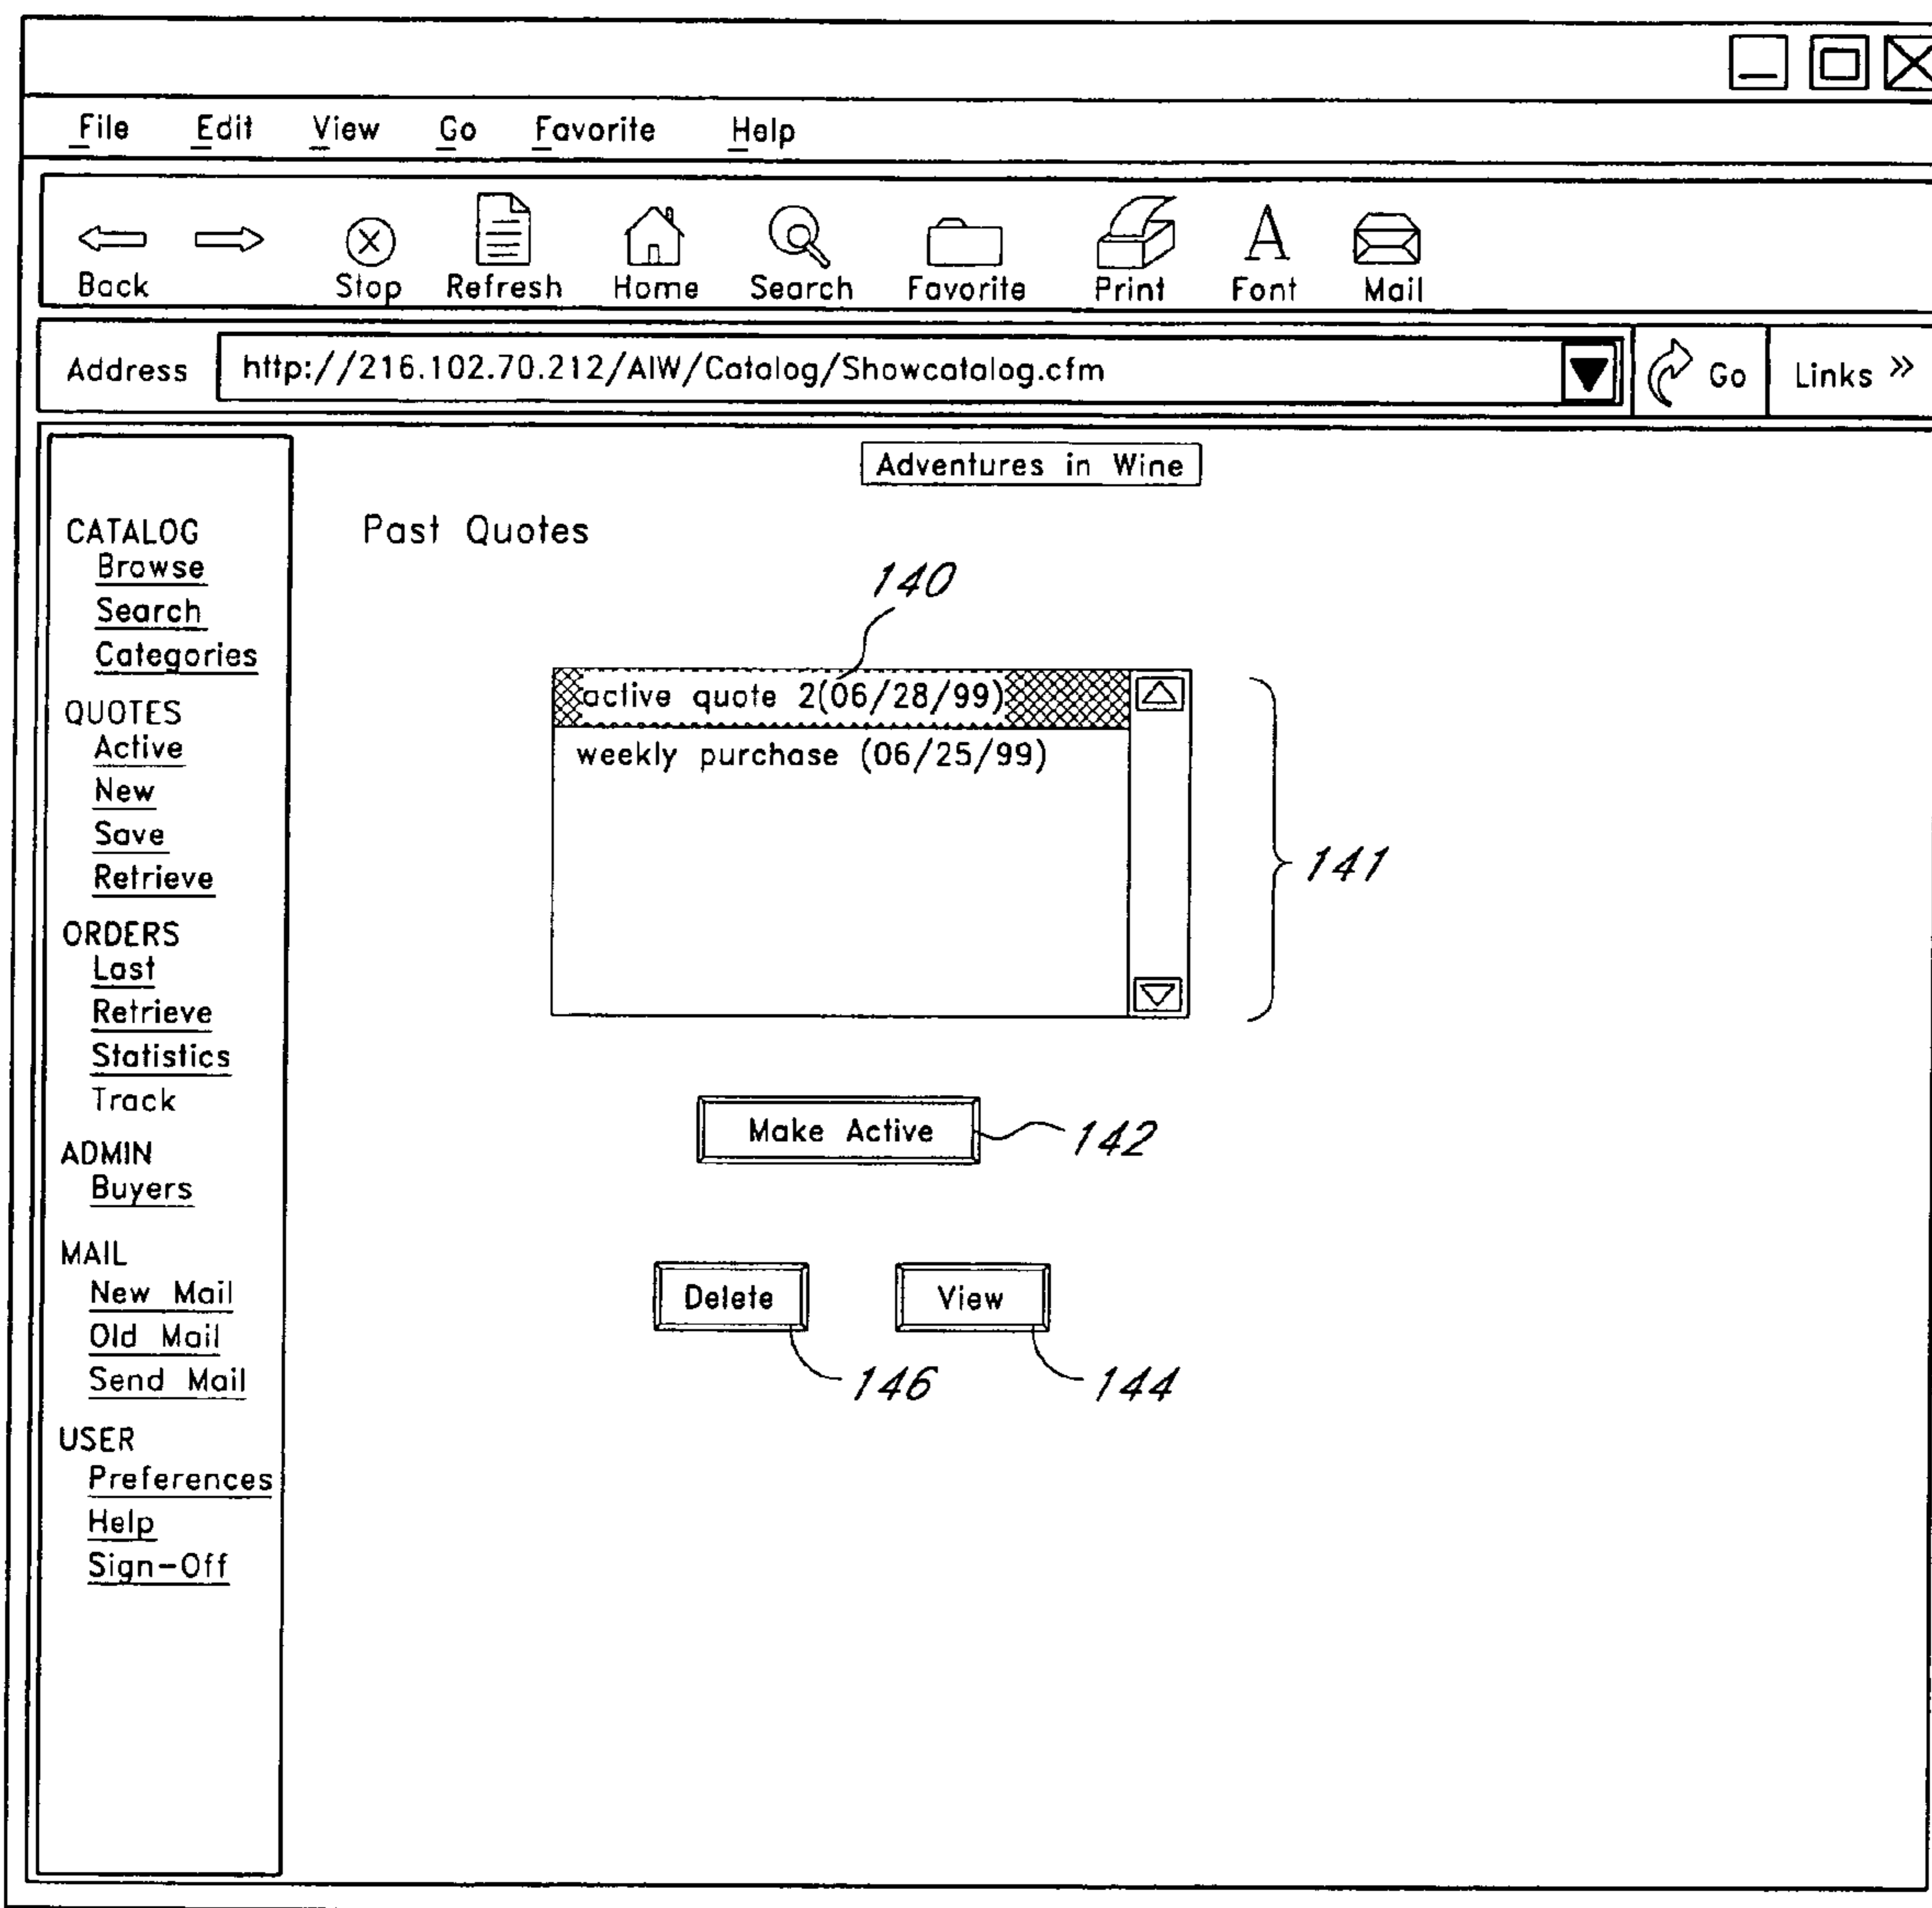 File Edit View Go Favorite Help
Back Stop Refresh Home Search Favorite Print A Font Mail
Address http://216.102.70.212/AIW/Catalog/Showcatalog.cfm Go Links »
Adventures in Wine
CATALOG
Browse
Search
Categories
QUOTES
Active
New
Save
Retrieve
ORDERS
Last
Retrieve
Statistics
Track
ADMIN
Buyers
MAIL
New Mail
Old Mail
Send Mail
USER
Preferences
Help
Sign-Off
Past Quotes
140
active quote 2(06/28/99)
weekly purchase (06/25/99)
141
Make Active 142
Delete View
146 144